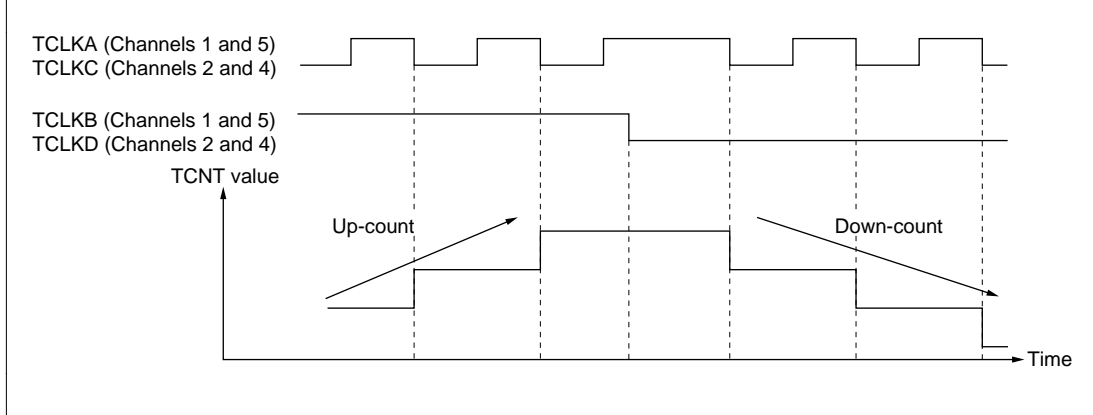 TCLKA (Channels 1 and 5)
TCLKC (Channels 2 and 4)
TCLKB (Channels 1 and 5)
TCLKD (Channels 2 and 4)
TCNT value
Up-count
Down-count
Time